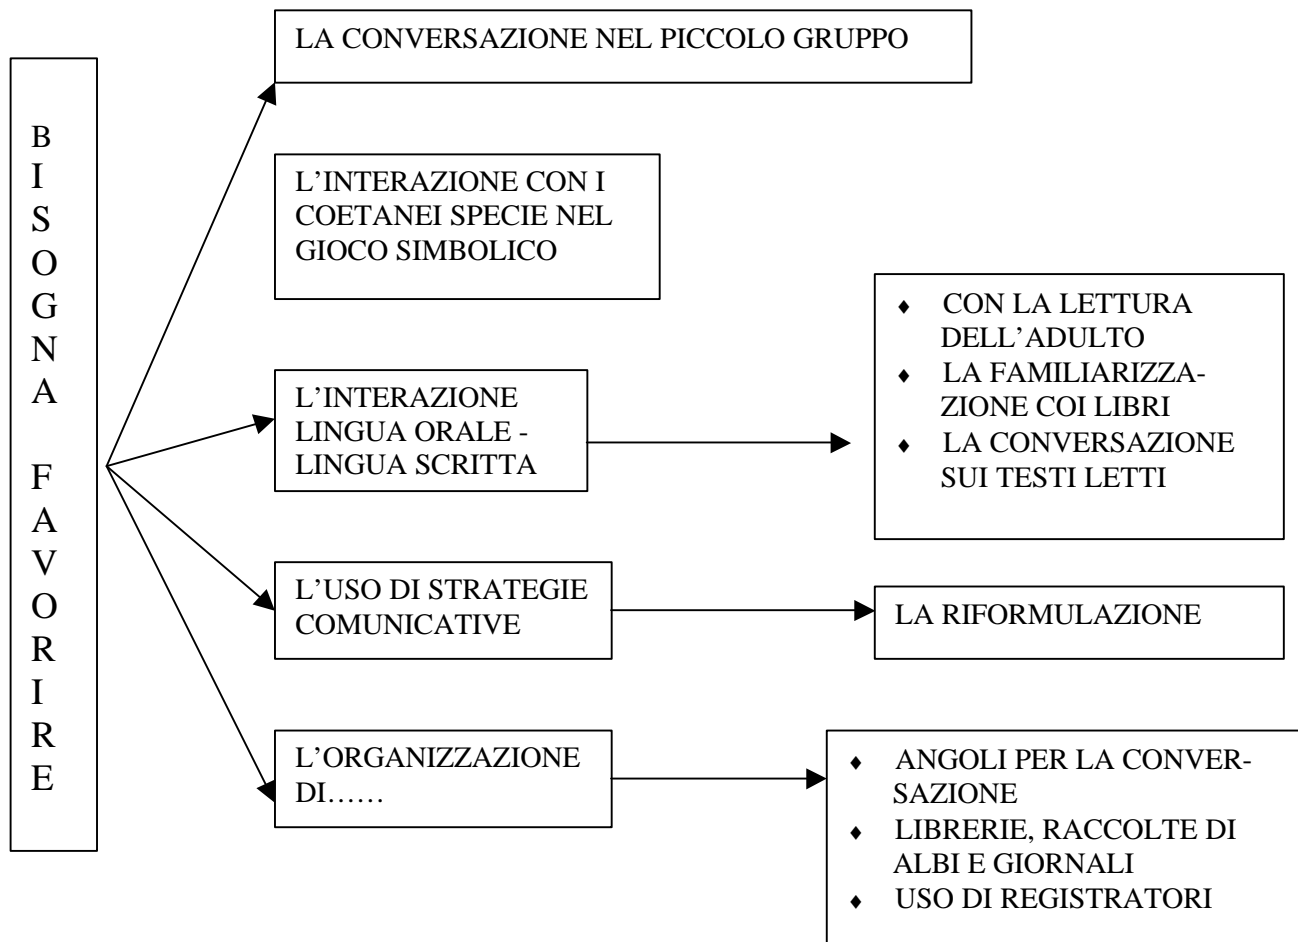 BISOGNA FAVORIRE
LA CONVERSAZIONE NEL PICCOLO GRUPPO
L’INTERAZIONE CON I
COETANEI SPECIE NEL
GIOCO SIMBOLICO
L’INTERAZIONE
LINGUA ORALE -
LINGUA SCRITTA
♦ CON LA LETTURA
DELL’ADULTO
♦ LA FAMILIARIZZA-
ZIONE COI LIBRI
♦ LA CONVERSAZIONE
SUI TESTI LETTI
L’USO DI STRATEGIE
COMUNICATIVE
LA RIFORMULAZIONE
L’ORGANIZZAZIONE
DI……
♦ ANGOLI PER LA CONVER-
SAZIONE
♦ LIBRERIE, RACCOLTE DI
ALBI E GIORNALI
♦ USO DI REGISTRATORI